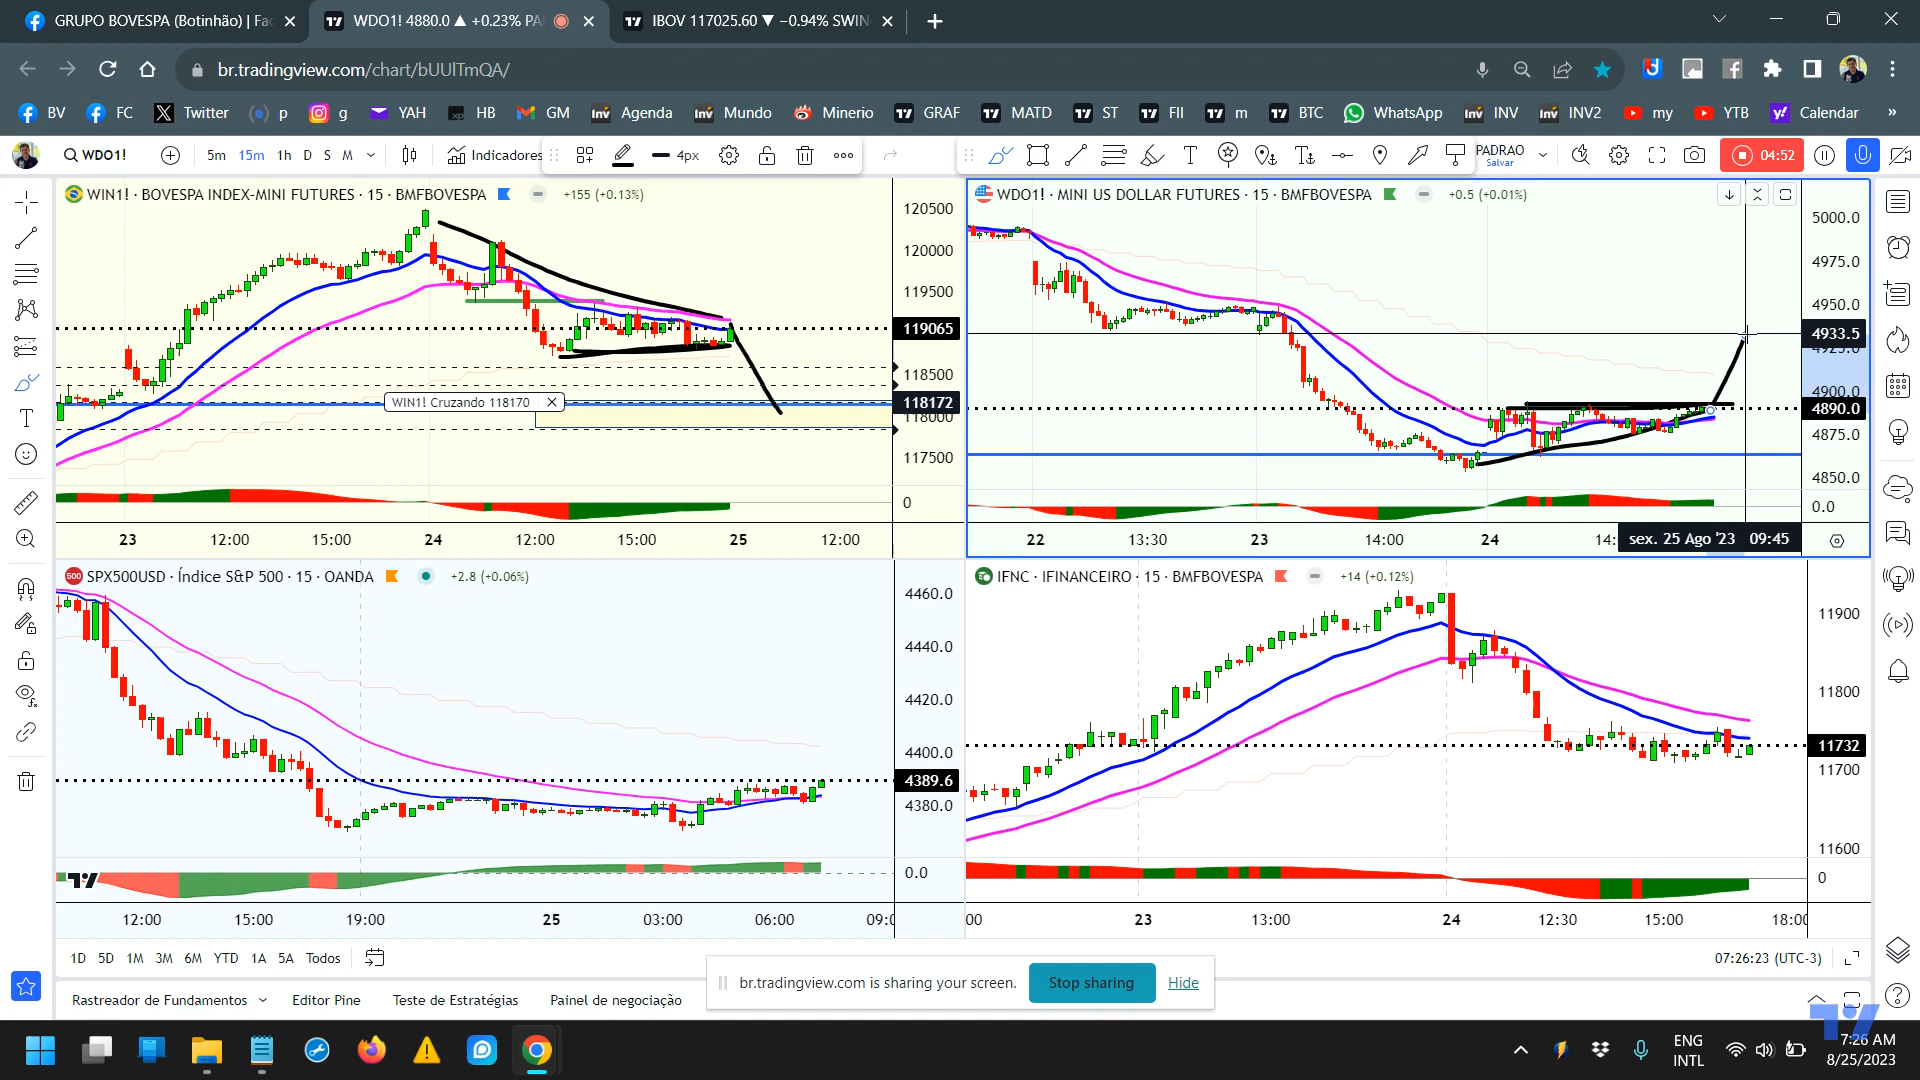 GRUPO BOVESPA (Botinhão) | Fac
WDO1! 4880.0 ▲ +0.23% PA
IBOV 117025.60 ▼ −0.94% SWIN
br.tradingview.com/chart/bUUlTmQA/
BV FC Twitter p g YAH HB GM Agenda Mundo Minerio GRAF MATD ST FII m BTC WhatsApp INV INV2 my YTB Calendar »
WDO1! 5m 15m 1h D S M Indicadores 4px PADRAO
Salvar
04:52
WIN1! · BOVESPA INDEX-MINI FUTURES · 15 · BMFBOVESPA +155 (+0.13%)
120500
120000
119500
119065
118500
118172
118000
117500
0
WIN1! Cruzando 118170
23 12:00 15:00 24 12:00 15:00 25 12:00
WDO1! · MINI US DOLLAR FUTURES · 15 · BMFBOVESPA +0.5 (+0.01%)
5000.0
4975.0
4950.0
4933.5
4925.0
4900.0
4890.0
4875.0
4850.0
0.0
22 13:30 23 14:00 24 14: sex. 25 Ago '23 09:45
500 SPX500USD · Índice S&P 500 · 15 · OANDA +2.8 (+0.06%)
4460.0
4440.0
4420.0
4400.0
4389.6
4380.0
0.0
12:00 15:00 19:00 25 03:00 06:00 09:0
IFNC · IFINANCEIRO · 15 · BMFBOVESPA +14 (+0.12%)
11900
11800
11732
11700
11600
0
00 23 13:00 24 12:30 15:00 18:00
1D 5D 1M 3M 6M YTD 1A 5A Todos
07:26:23 (UTC-3)
br.tradingview.com is sharing your screen. Stop sharing Hide
Rastreador de Fundamentos Editor Pine Teste de Estratégias Painel de negociação
ENG
INTL
7:26 AM
8/25/2023